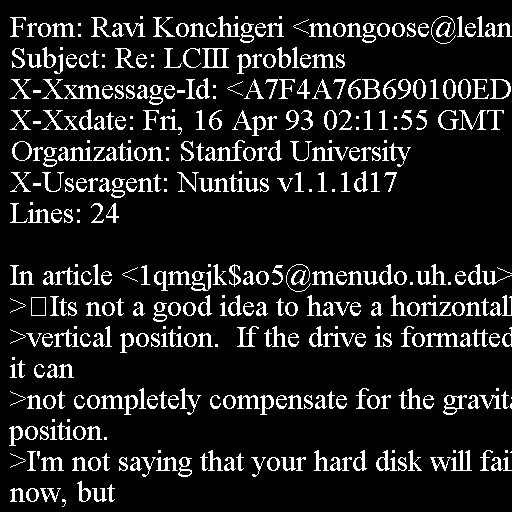 From: Ravi Konchigeri <mongoose@lelan
Subject: Re: LCIII problems
X-Xxmessage-Id: <A7F4A76B690100ED
X-Xxdate: Fri, 16 Apr 93 02:11:55 GMT
Organization: Stanford University
X-Useragent: Nuntius v1.1.1d17
Lines: 24

In article <1qmgjk$ao5@menudo.uh.edu>
>□Its not a good idea to have a horizontall
>vertical position.  If the drive is formatted
it can
>not completely compensate for the gravita
position.
>I'm not saying that your hard disk will fail
now, but